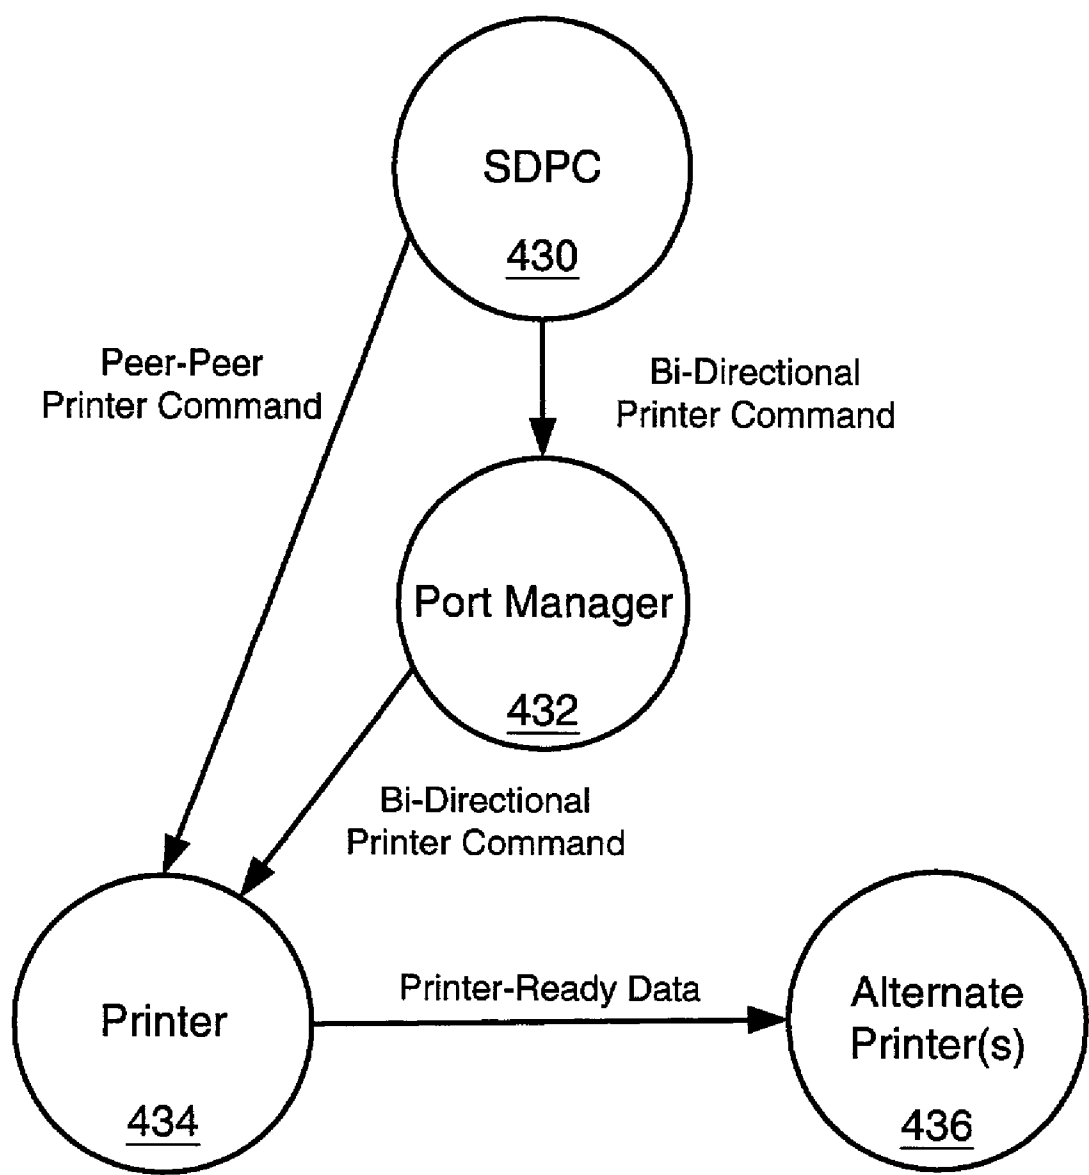 SDPC
430
Peer-Peer
Printer Command
Bi-Directional
Printer Command
Port Manager
432
Bi-Directional
Printer Command
Printer
434
Printer-Ready Data
Alternate
Printer(s)
436